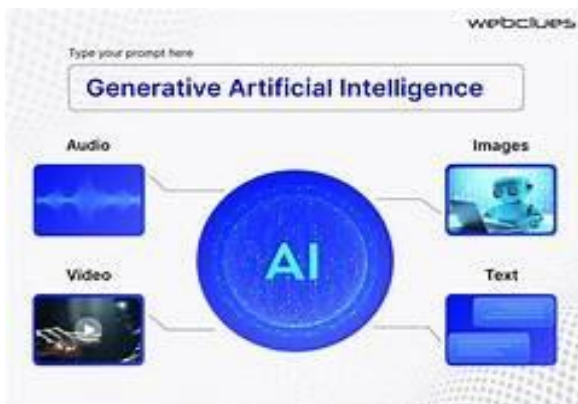 webclues
Type your prompt here
Generative Artificial Intelligence
Audio
Images
AI
Video
Text